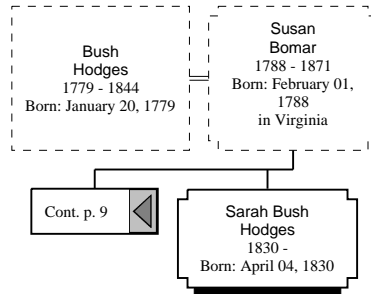 Bush
Hodges
1779 - 1844
Born: January 20, 1779
Susan
Bomar
1788 - 1871
Born: February 01,
1788
in Virginia
Cont. p. 9
Sarah Bush
Hodges
1830 -
Born: April 04, 1830